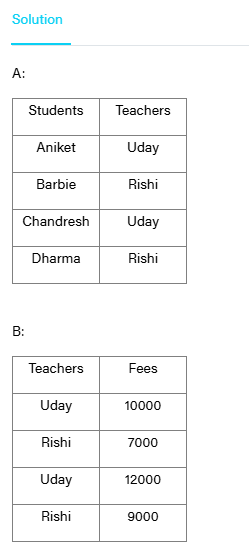 Solution
A:
Students Teachers
Aniket Uday
Barbie Rishi
Chandresh Uday
Dharma Rishi
B:
Teachers Fees
Uday 10000
Rishi 7000
Uday 12000
Rishi 9000